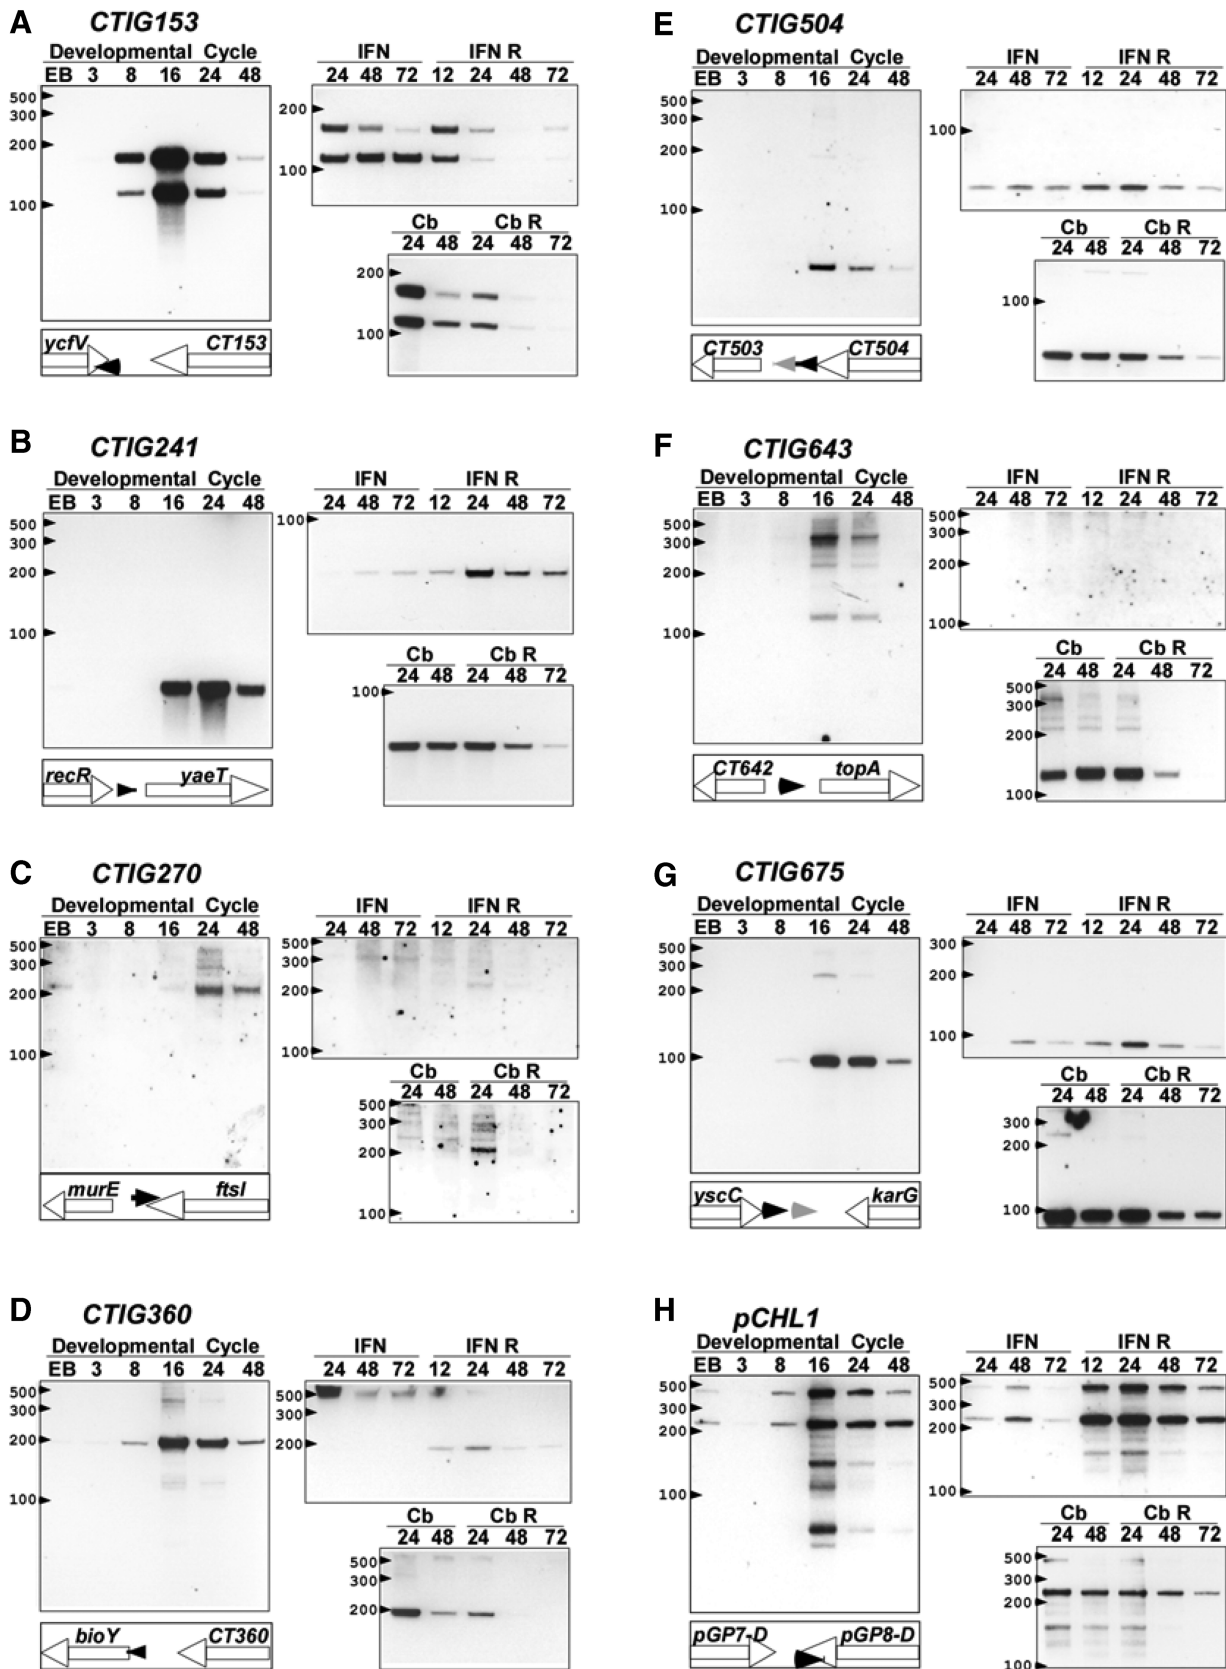 A
CTIG153
Developmental Cycle
EB 3 8 16 24 48
500
300
200
100
IFN IFN R
24 48 72 12 24 48 72
200
100
Cb Cb R
24 48 24 48 72
200
100
ycfV CT153
B
CTIG241
Developmental Cycle
EB 3 8 16 24 48
500
300
200
100
IFN IFN R
24 48 72 12 24 48 72
100
Cb Cb R
24 48 24 48 72
100
recR yaeT
C
CTIG270
Developmental Cycle
EB 3 8 16 24 48
500
300
200
100
IFN IFN R
24 48 72 12 24 48 72
500
300
200
100
Cb Cb R
24 48 24 48 72
500
300
200
100
murE ftsI
D
CTIG360
Developmental Cycle
EB 3 8 16 24 48
500
300
200
100
IFN IFN R
24 48 72 12 24 48 72
500
300
200
Cb Cb R
24 48 24 48 72
500
300
200
bioY CT360
E
CTIG504
Developmental Cycle
EB 3 8 16 24 48
500
300
200
100
IFN IFN R
24 48 72 12 24 48 72
100
Cb Cb R
24 48 24 48 72
100
CT503 CT504
F
CTIG643
Developmental Cycle
EB 3 8 16 24 48
500
300
200
100
IFN IFN R
24 48 72 12 24 48 72
500
300
200
100
Cb Cb R
24 48 24 48 72
500
300
200
100
CT642 topA
G
CTIG675
Developmental Cycle
EB 3 8 16 24 48
500
300
200
100
IFN IFN R
24 48 72 12 24 48 72
300
200
100
Cb Cb R
24 48 24 48 72
300
200
100
yscC karG
H
pCHL1
Developmental Cycle
EB 3 8 16 24 48
500
300
200
100
IFN IFN R
24 48 72 12 24 48 72
500
300
200
100
Cb Cb R
24 48 24 48 72
500
300
200
100
pGP7-D pGP8-D